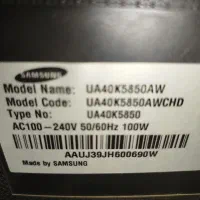 SAMSUNG
Model Name: UA40K5850AW
Model Code: UA40K5850AWCHD
Type No: UA40K5850
AC100-240V 50/60Hz 100W
AAUJ39JH600690W
Made by SAMSUNG